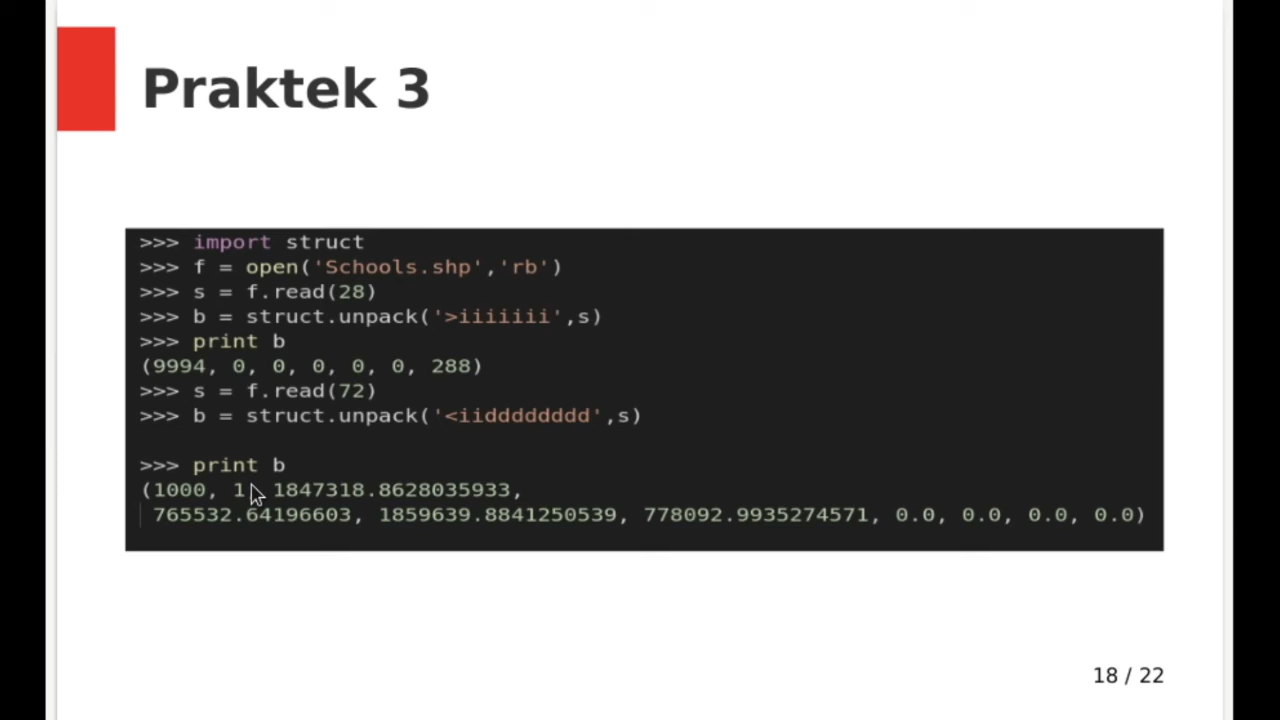 Praktek 3
>>> import struct
>>> f = open('Schools.shp','rb')
>>> s = f.read(28)
>>> b = struct.unpack('>iiiiiii',s)
>>> print b
(9994, 0, 0, 0, 0, 0, 288)
>>> s = f.read(72)
>>> b = struct.unpack('<iidddddddd',s)
>>> print b
(1000, 1, 1847318.8628035933,
765532.64196603, 1859639.8841250539, 778092.9935274571, 0.0, 0.0, 0.0, 0.0)
18 / 22